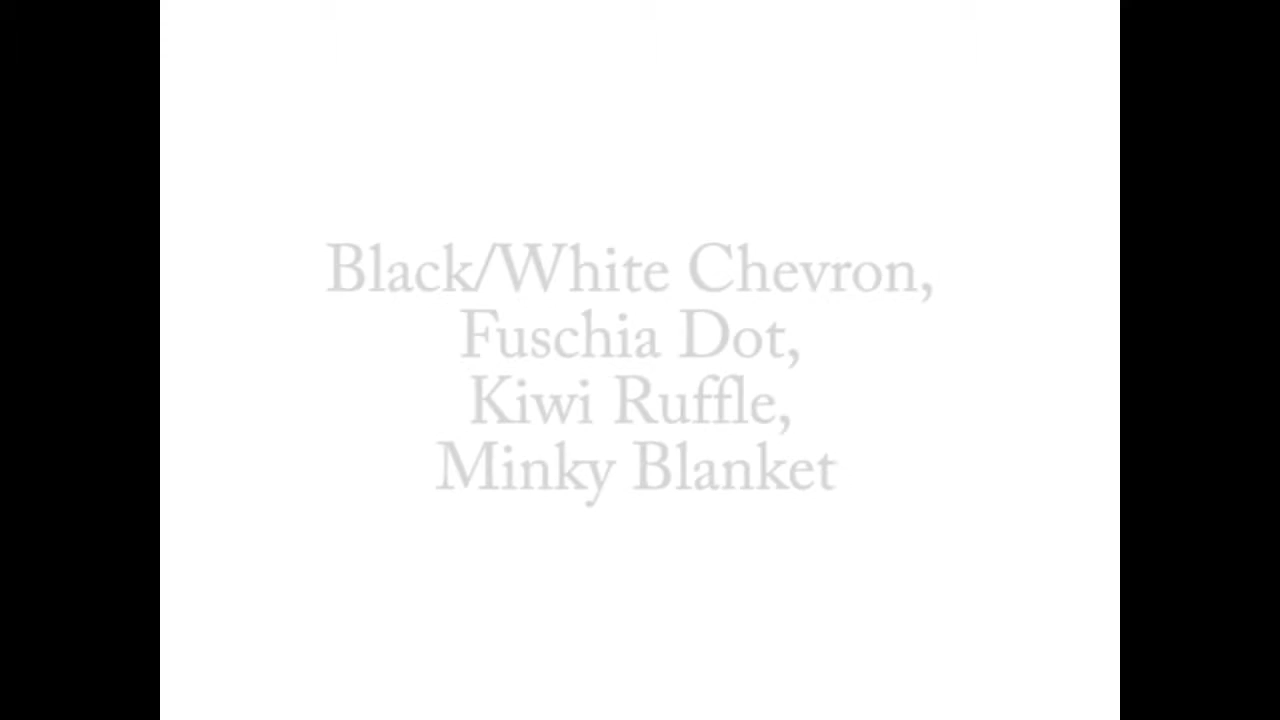 Black/White Chevron,
Fuschia Dot,
Kiwi Ruffle,
Minky Blanket